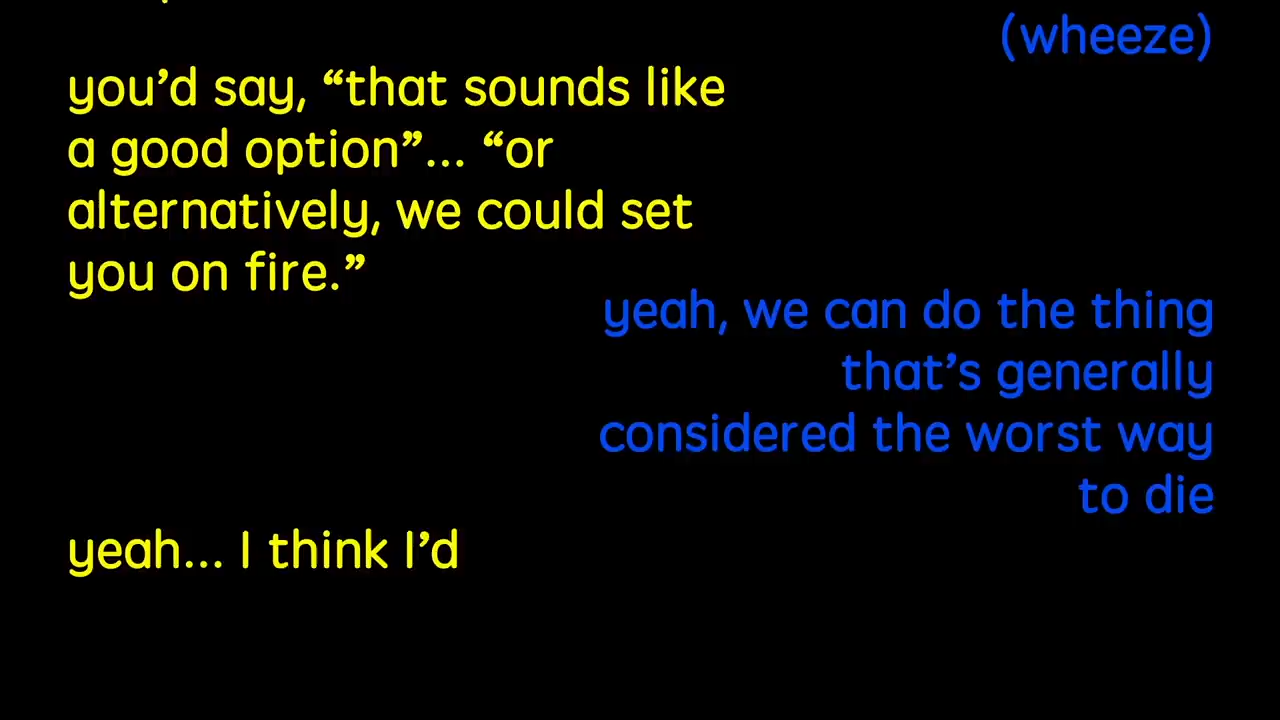 (wheeze)
you’d say, “that sounds like
a good option”... “or
alternatively, we could set
you on fire.”
yeah, we can do the thing
that’s generally
considered the worst way
to die
yeah... I think I’d